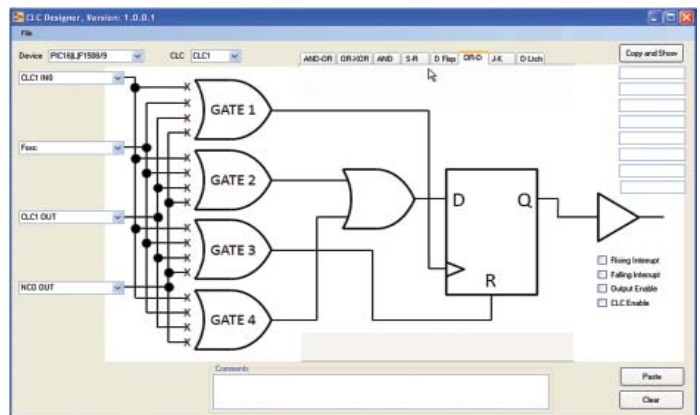 CLC Designer, Version: 1.0.0.1
File
Device PIC16(L)F1508/9 CLC CLC1
AND-OR OR-XOR AND S-R D Flop OR-D J-K D-Ltch
Copy and Show
CLC1 IN0
Fosc
CLC1 OUT
NCO OUT
GATE 1
GATE 2
GATE 3
GATE 4
D Q
R
Rising Interrupt
Falling Interrupt
Output Enable
CLC Enable
Comments
Paste
Clear